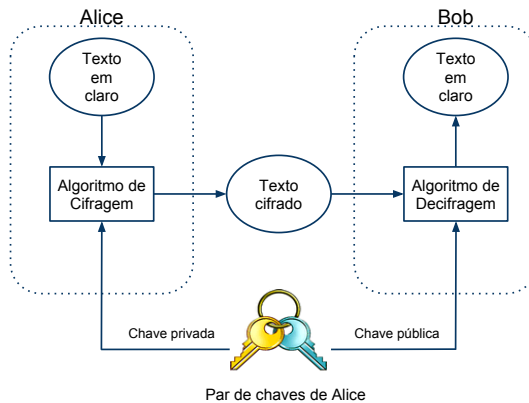 Alice
Bob
Texto
em
claro
Texto
em
claro
Algoritmo de
Cifragem
Texto
cifrado
Algoritmo de
Decifragem
Chave privada
Chave pública
Par de chaves de Alice